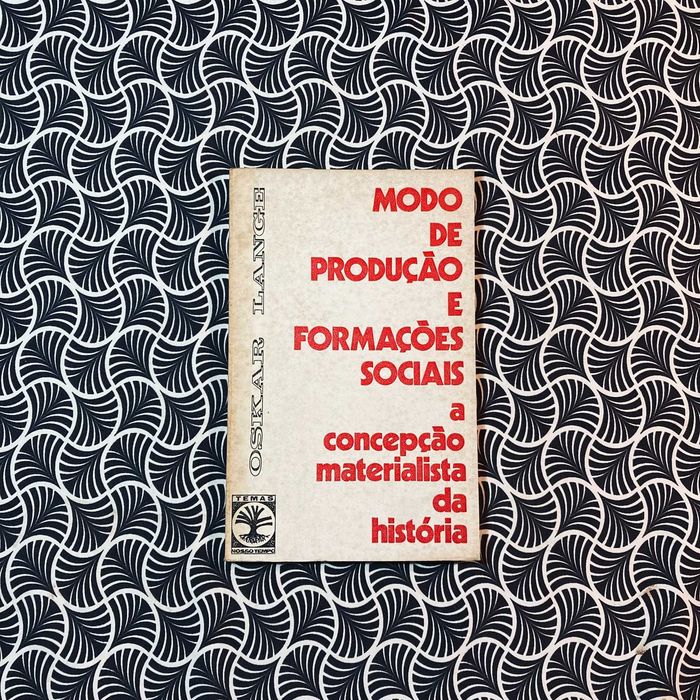 OSKAR LANGE
MODO
DE
PRODUÇÃO
E
FORMAÇÕES
SOCIAIS
a
concepção
materialista
da
história
TEMAS
NOSSO TEMPO